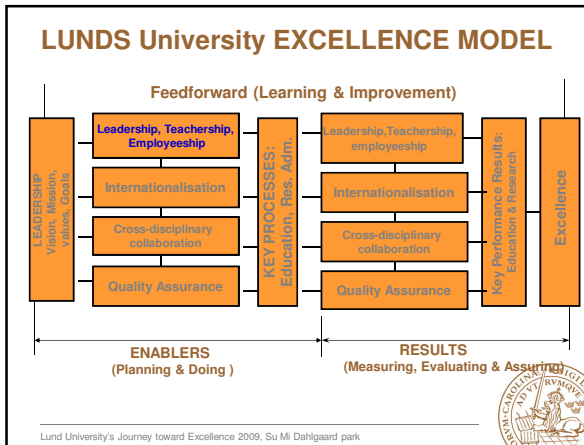 LUNDS University EXCELLENCE MODEL
Feedforward (Learning & Improvement)
LEADERSHIP
Vision, Mission,
values, Goals
Leadership, Teachership,
Employeeship
Internationalisation
Cross-disciplinary
collaboration
Quality Assurance
KEY PROCESSES:
Education, Res. Adm.
Leadership,Teachership,
employeeship
Internationalisation
Cross-disciplinary
collaboration
Quality Assurance
Key Performance Results:
Education & Research
Excellence
ENABLERS
(Planning & Doing )
RESULTS
(Measuring, Evaluating & Assuring)
Lund University's Journey toward Excellence 2009, Su Mi Dahlgaard park